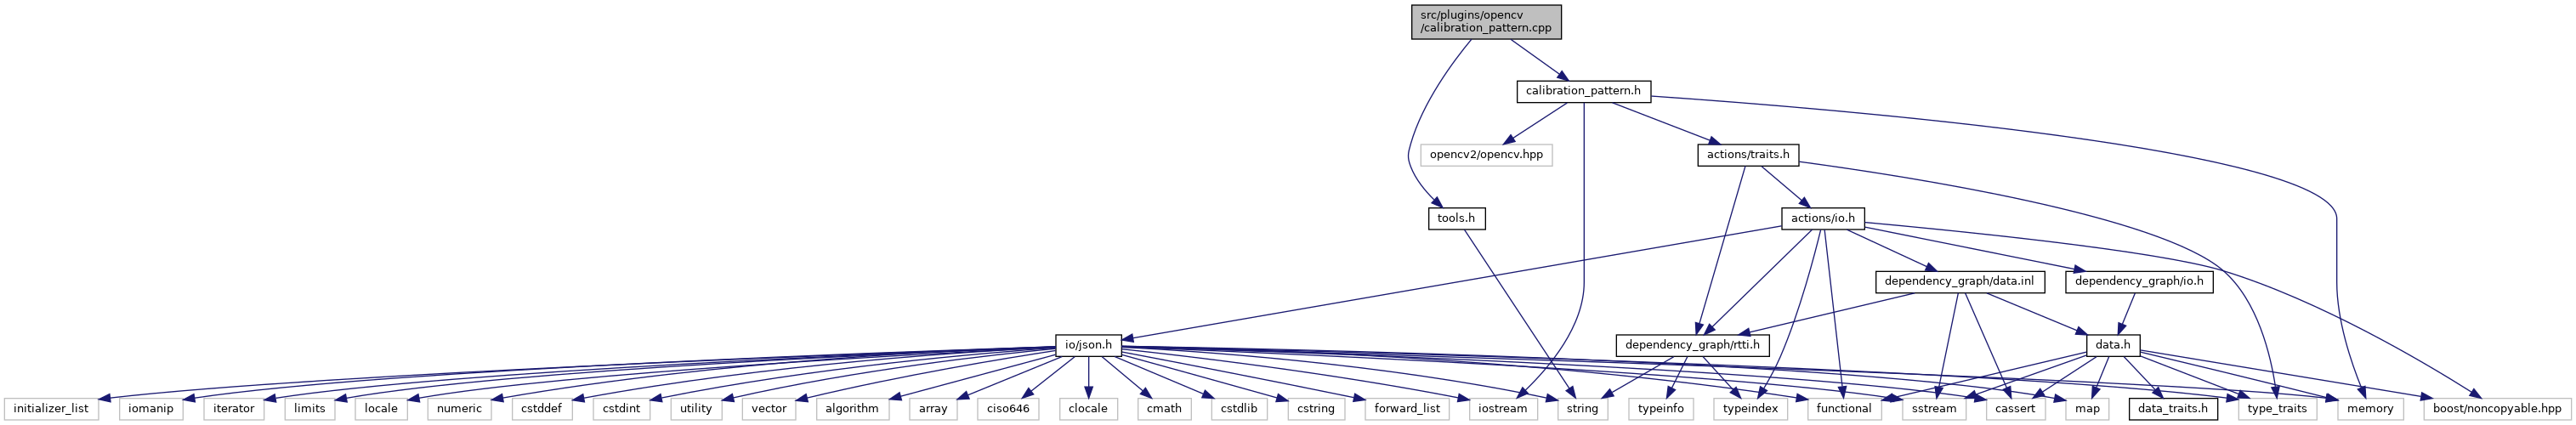 src/plugins/opencv
/calibration_pattern.cpp
calibration_pattern.h
opencv2/opencv.hpp
actions/traits.h
tools.h
actions/io.h
dependency_graph/data.inl
dependency_graph/io.h
io/json.h
dependency_graph/rtti.h
data.h
initializer_list
iomanip
iterator
limits
locale
numeric
cstddef
cstdint
utility
vector
algorithm
array
ciso646
clocale
cmath
cstdlib
cstring
forward_list
iostream
string
typeinfo
typeindex
functional
sstream
cassert
map
data_traits.h
type_traits
memory
boost/noncopyable.hpp